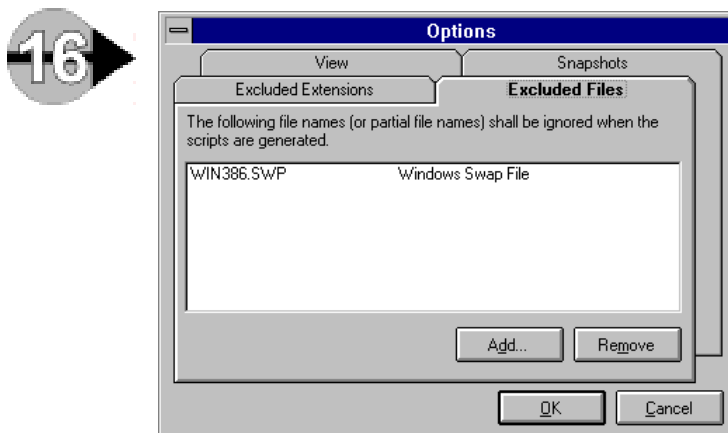 16
Options
View Snapshots
Excluded Extensions Excluded Files
The following file names (or partial file names) shall be ignored when the
scripts are generated.
WIN386.SWP Windows Swap File
Add... Remove
OK Cancel